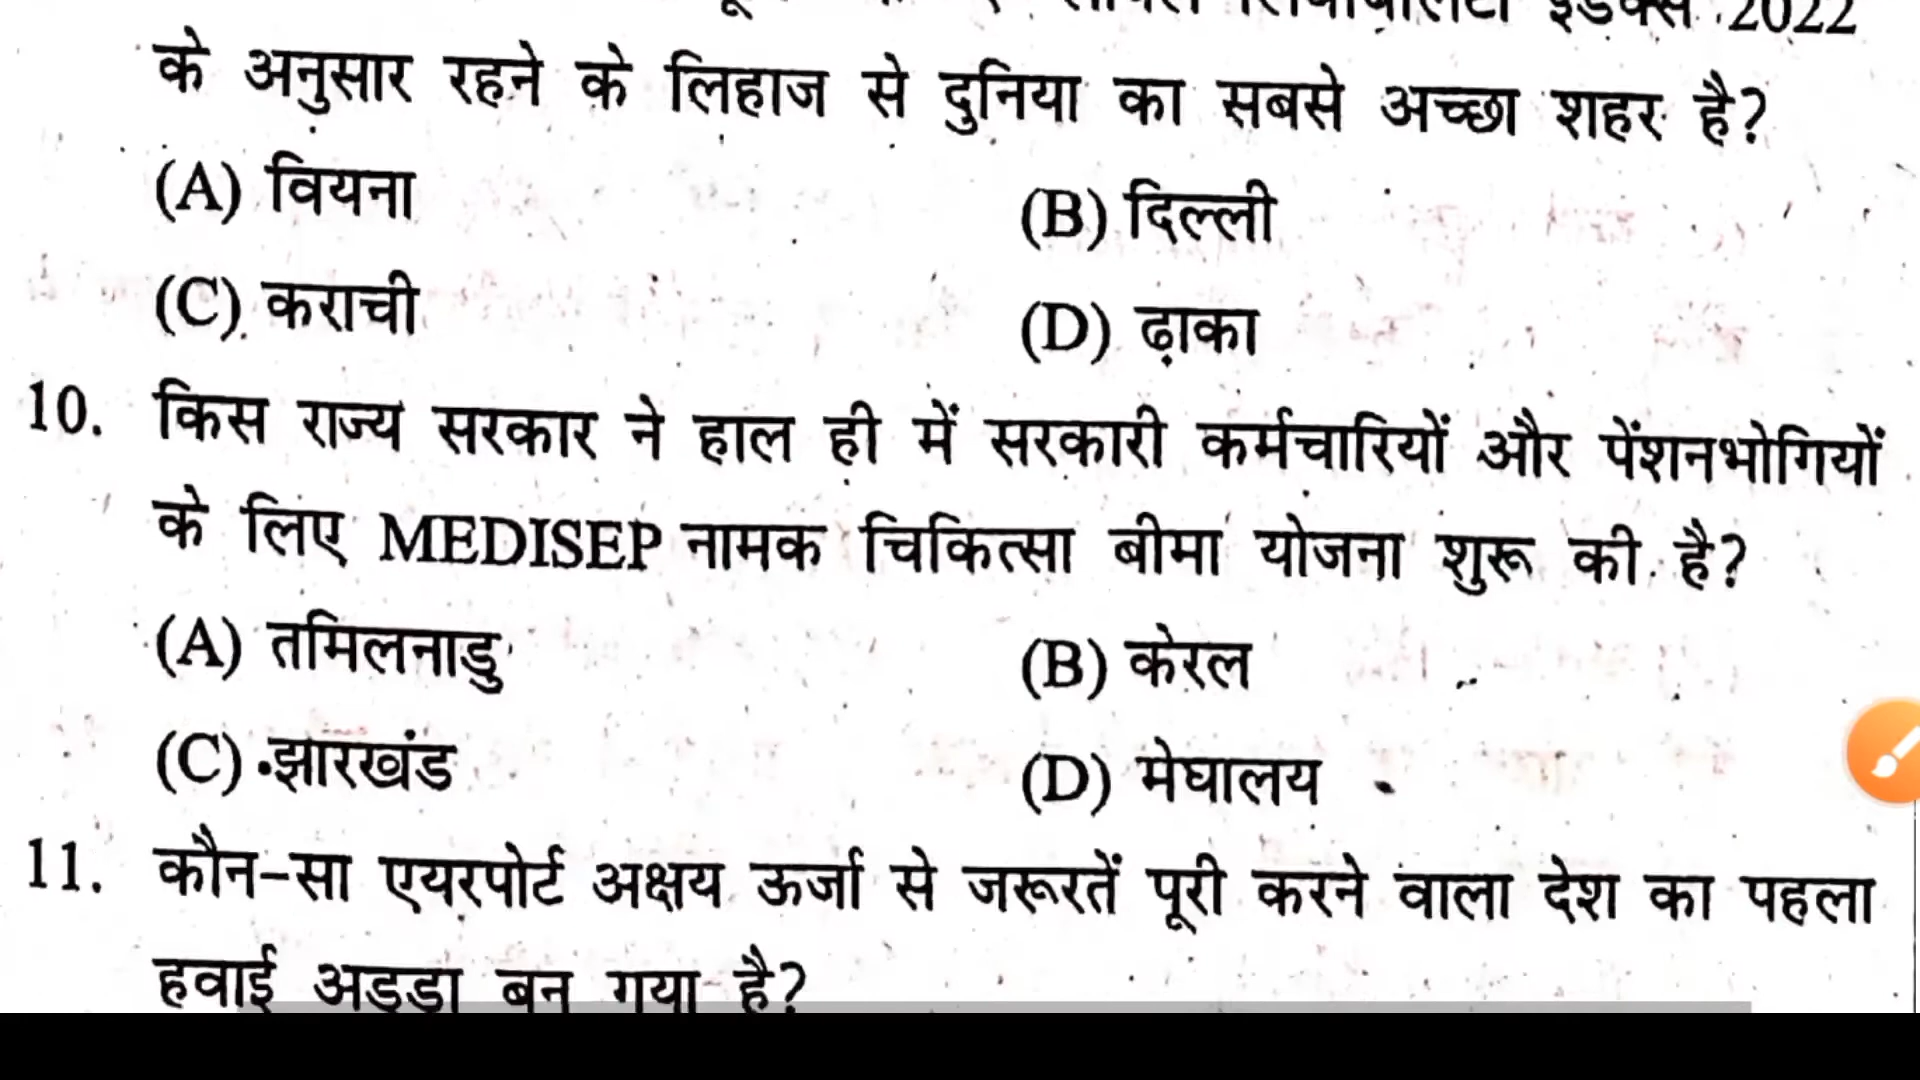 इंडेक्स 2022
के अनुसार रहने के लिहाज से दुनिया का सबसे अच्छा शहर है?
(A) वियना
(B) दिल्ली
(C) कराची
(D) ढ़ाका
10. किस राज्य सरकार ने हाल ही में सरकारी कर्मचारियों और पेंशनभोगियों
के लिए MEDISEP नामक चिकित्सा बीमा योजना शुरू की है?
(A) तमिलनाडु
(B) केरल
(C) झारखंड
(D) मेघालय
11. कौन-सा एयरपोर्ट अक्षय ऊर्जा से जरूरतें पूरी करने वाला देश का पहला
हवाई अड्डा बन गया है?